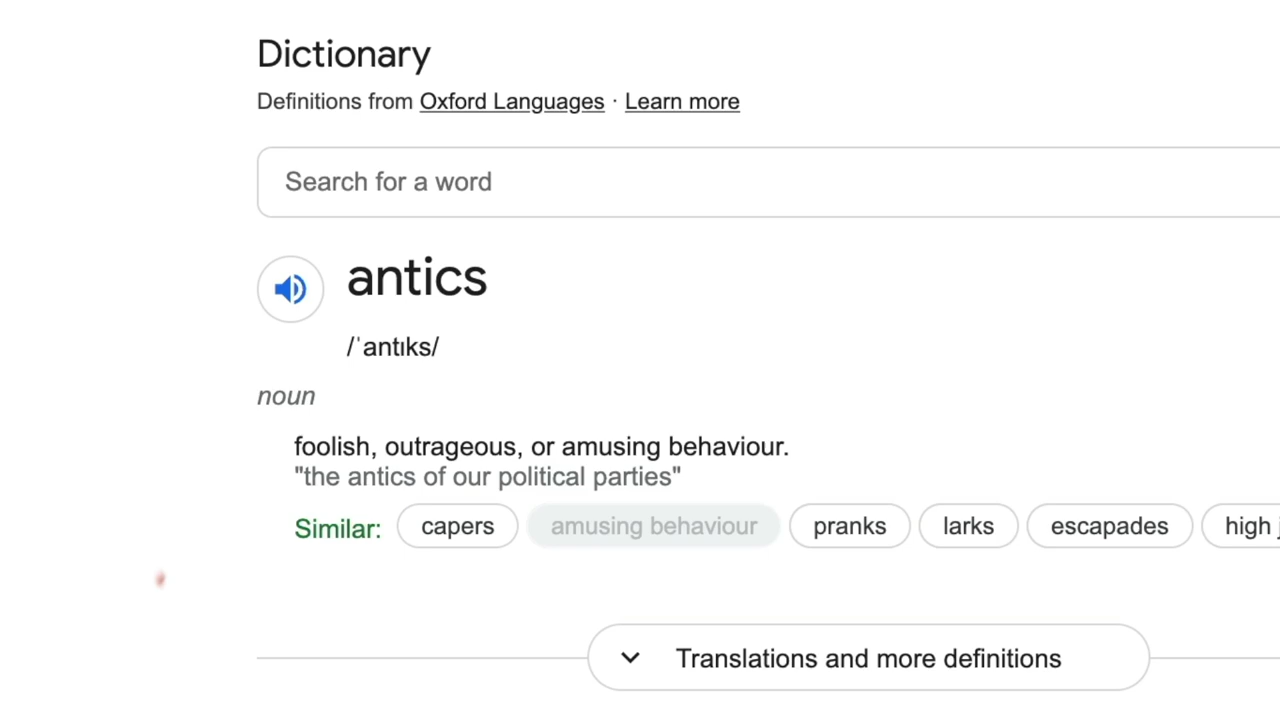 Dictionary
Definitions from Oxford Languages · Learn more
Search for a word
antics
/ˈantɪks/
noun
foolish, outrageous, or amusing behaviour.
"the antics of our political parties"
Similar: capers amusing behaviour pranks larks escapades high j
Translations and more definitions